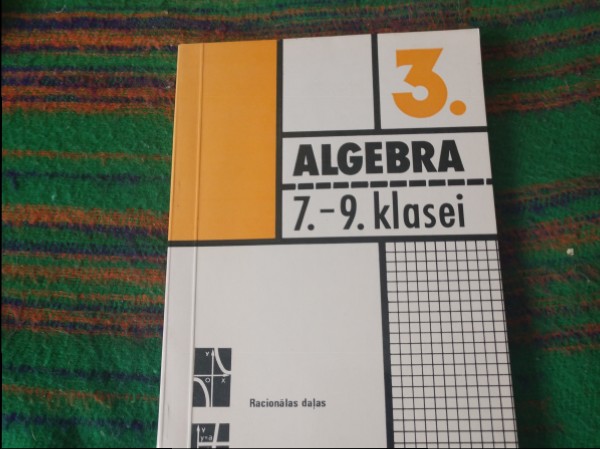 3.
ALGEBRA
7.-9. klasei
Y
O X
Racionālas daļas
Y